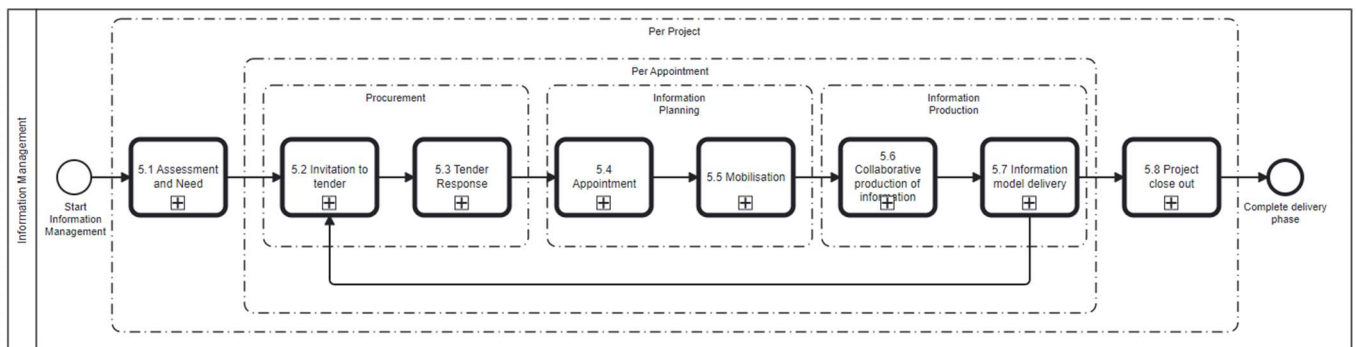 Per Project
Per Appointment
Procurement
Information
Planning
Information
Production
Information Management
Start
Information
Management
5.1 Assessment
and Need
5.2 Invitation to
tender
5.3 Tender
Response
5.4
Appointment
5.5 Mobilisation
5.6
Collaborative
production of
information
5.7 Information
model delivery
5.8 Project
close out
Complete delivery
phase